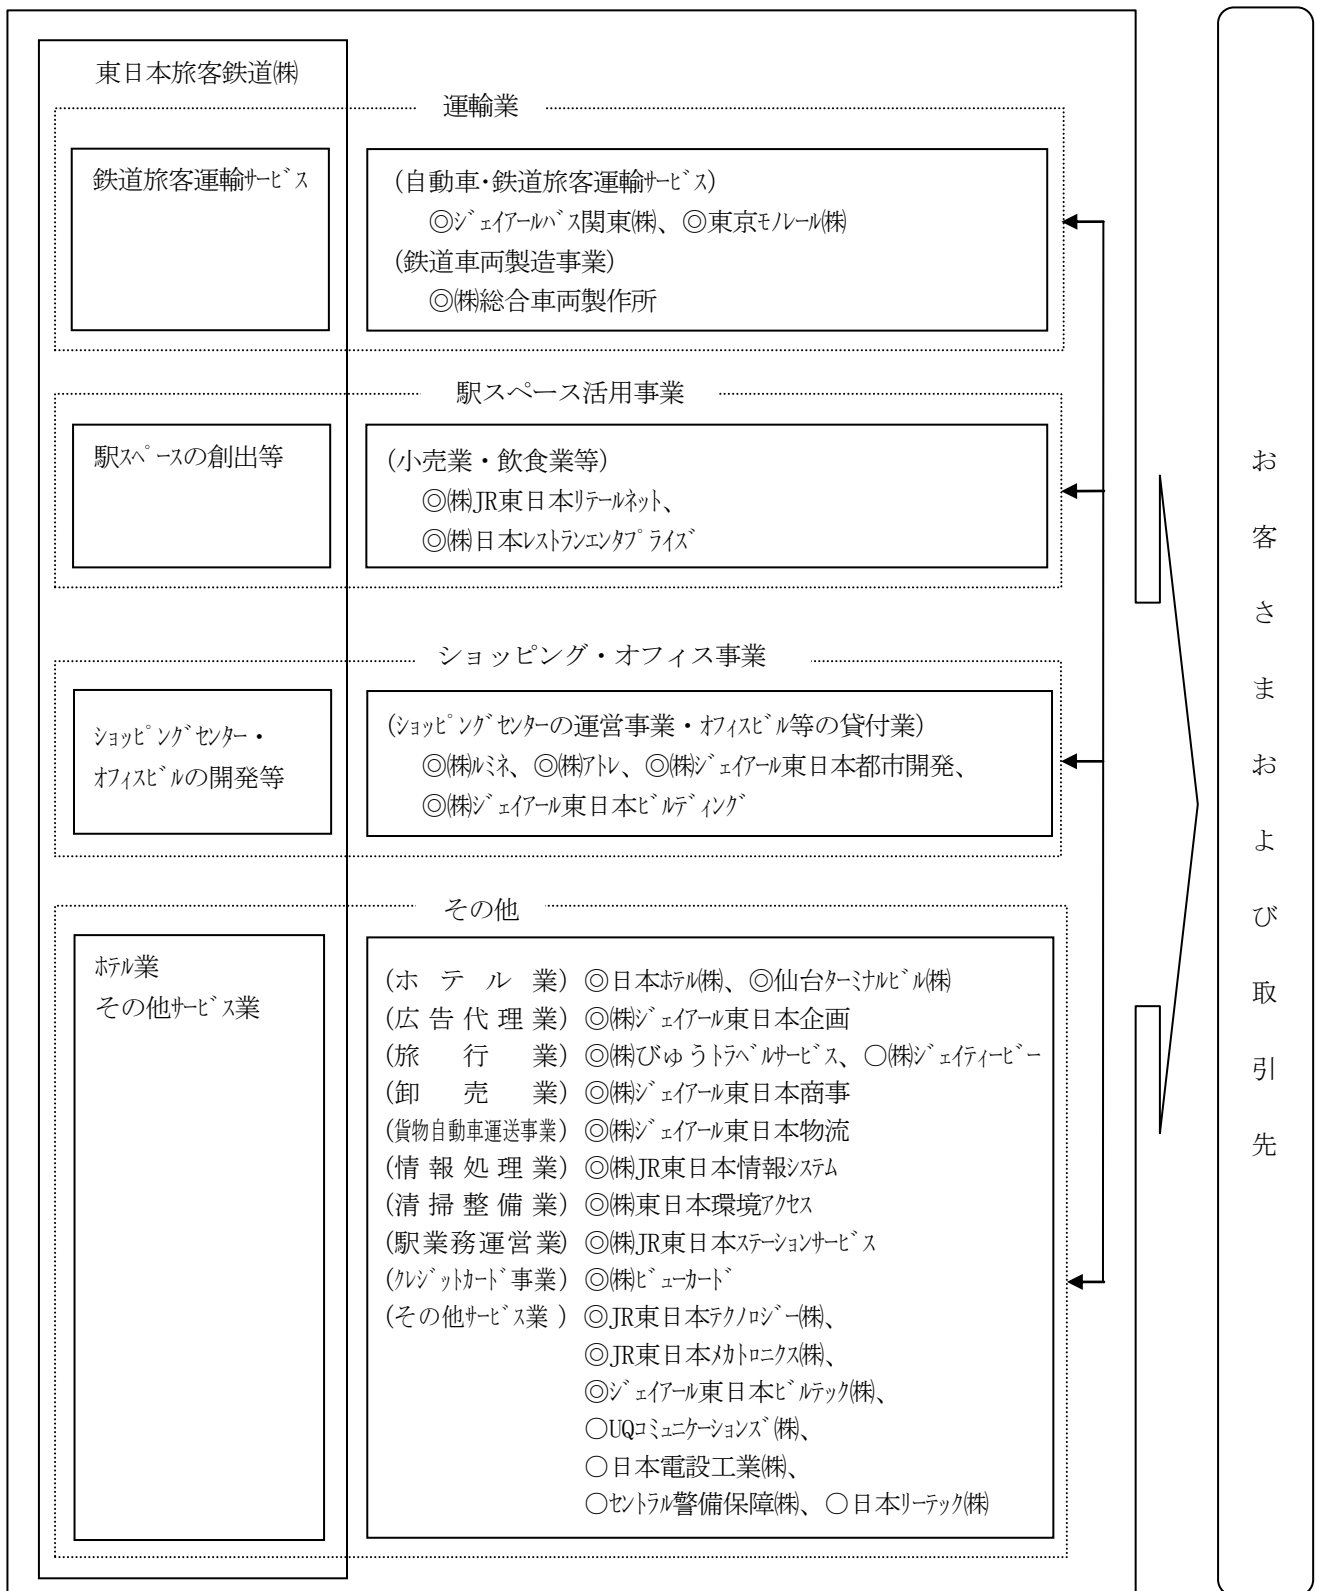 東日本旅客鉄道㈱
運輸業
鉄道旅客運輸ｻｰﾋﾞｽ
(自動車・鉄道旅客運輸ｻｰﾋﾞｽ)
◎ｼﾞｪｲｱｰﾙﾊﾞｽ関東㈱、◎東京ﾓﾉﾚｰﾙ㈱
(鉄道車両製造事業)
◎㈱総合車両製作所
駅スペース活用事業
駅ｽﾍﾟｰｽの創出等
(小売業・飲食業等)
◎㈱JR東日本ﾘﾃｰﾙﾈｯﾄ、
◎㈱日本ﾚｽﾄﾗﾝｴﾝﾀﾌﾟﾗｲｽﾞ
ショッピング・オフィス事業
ｼｮｯﾋﾟﾝｸﾞｾﾝﾀｰ・
ｵﾌｨｽﾋﾞﾙの開発等
(ｼｮｯﾋﾟﾝｸﾞｾﾝﾀｰの運営事業・ｵﾌｨｽﾋﾞﾙ等の貸付業)
◎㈱ﾙﾐﾈ、◎㈱ｱﾄﾚ、◎㈱ｼﾞｪｲｱｰﾙ東日本都市開発、
◎㈱ｼﾞｪｲｱｰﾙ東日本ﾋﾞﾙﾃﾞｨﾝｸﾞ
その他
ﾎﾃﾙ業
その他ｻｰﾋﾞｽ業
(ホテル業) ◎日本ﾎﾃﾙ㈱、◎仙台ﾀｰﾐﾅﾙﾋﾞﾙ㈱
(広告代理業) ◎㈱ｼﾞｪｲｱｰﾙ東日本企画
(旅行業) ◎㈱びゅうﾄﾗﾍﾞﾙｻｰﾋﾞｽ、○㈱ｼﾞｪｲﾃｨｰﾋﾞｰ
(卸売業) ◎㈱ｼﾞｪｲｱｰﾙ東日本商事
(貨物自動車運送事業) ◎㈱ｼﾞｪｲｱｰﾙ東日本物流
(情報処理業) ◎㈱JR東日本情報ｼｽﾃﾑ
(清掃整備業) ◎㈱東日本環境ｱｸｾｽ
(駅業務運営業) ◎㈱JR東日本ｽﾃｰｼｮﾝｻｰﾋﾞｽ
(ｸﾚｼﾞｯﾄｶｰﾄﾞ事業) ◎㈱ﾋﾞｭｰｶｰﾄﾞ
(その他ｻｰﾋﾞｽ業) ◎JR東日本ﾃｸﾉﾛｼﾞｰ㈱、
◎JR東日本ﾒｶﾄﾛﾆｸｽ㈱、
◎ｼﾞｪｲｱｰﾙ東日本ﾋﾞﾙﾃｯｸ㈱、
○UQｺﾐｭﾆｹｰｼｮﾝｽﾞ㈱、
○日本電設工業㈱、
○ｾﾝﾄﾗﾙ警備保障㈱、○日本ﾘｰﾃｯｸ㈱
お客さまおよび取引先